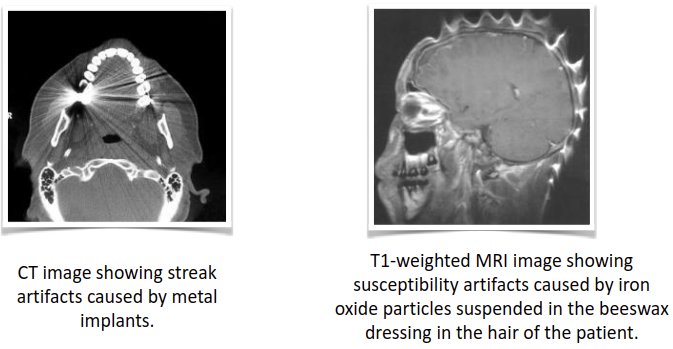 R
CT image showing streak
artifacts caused by metal
implants.
T1-weighted MRI image showing
susceptibility artifacts caused by iron
oxide particles suspended in the beeswax
dressing in the hair of the patient.